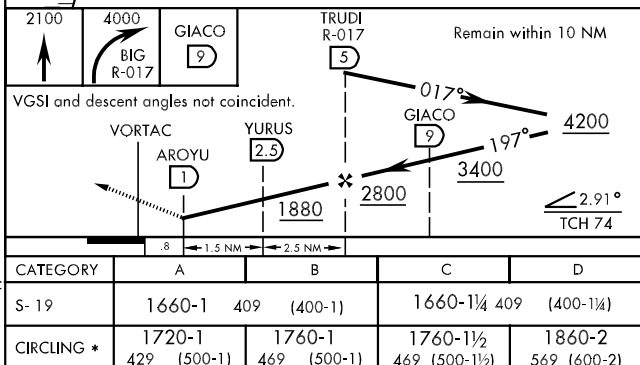 2100
4000
BIG
R-017
GIACO
9
TRUDI
R-017
5
Remain within 10 NM
VGSI and descent angles not coincident.
017°
GIACO
9
4200
VORTAC
YURUS
2.5
197°
AROYU
1
3400
2800
1880
2.91°
TCH 74
.8
1.5 NM
2.5 NM
CATEGORY A B C D
S-19 1660-1 409 (400-1) 1660-1¼ 409 (400-1¼)
CIRCLING * 1720-1 1760-1 1760-1½ 1860-2
429 (500-1) 469 (500-1) 469 (500-1½) 569 (600-2)